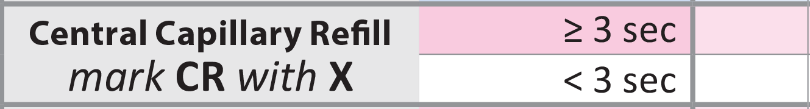 Central Capillary Refill
mark CR with X
≥ 3 sec
< 3 sec